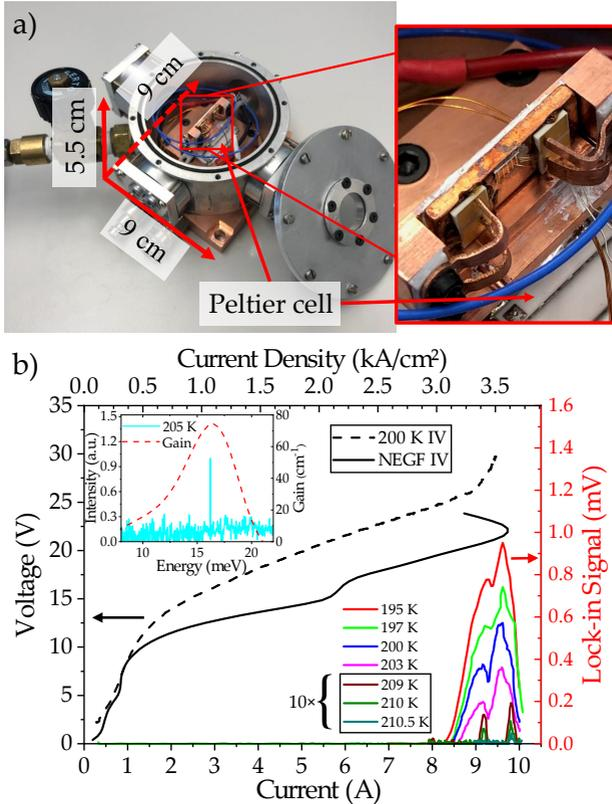 a)
9 cm
5.5 cm
9 cm
Peltier cell
b)
Current Density (kA/cm²)
0.0 0.5 1.0 1.5 2.0 2.5 3.0 3.5
35
30
25
20
15
10
5
0
Voltage (V)
1.5
1.2
0.9
0.6
0.3
0.0
Intensity (a.u.)
205 K
Gain
80
60
40
20
0
Gain (cm⁻¹)
10 15 20
Energy (meV)
200 K IV
NEGF IV
1.6
1.4
1.2
1.0
0.8
0.6
0.4
0.2
0.0
Lock-in Signal (mV)
195 K
197 K
200 K
203 K
10×
209 K
210 K
210.5 K
0 1 2 3 4 5 6 7 8 9 10
Current (A)